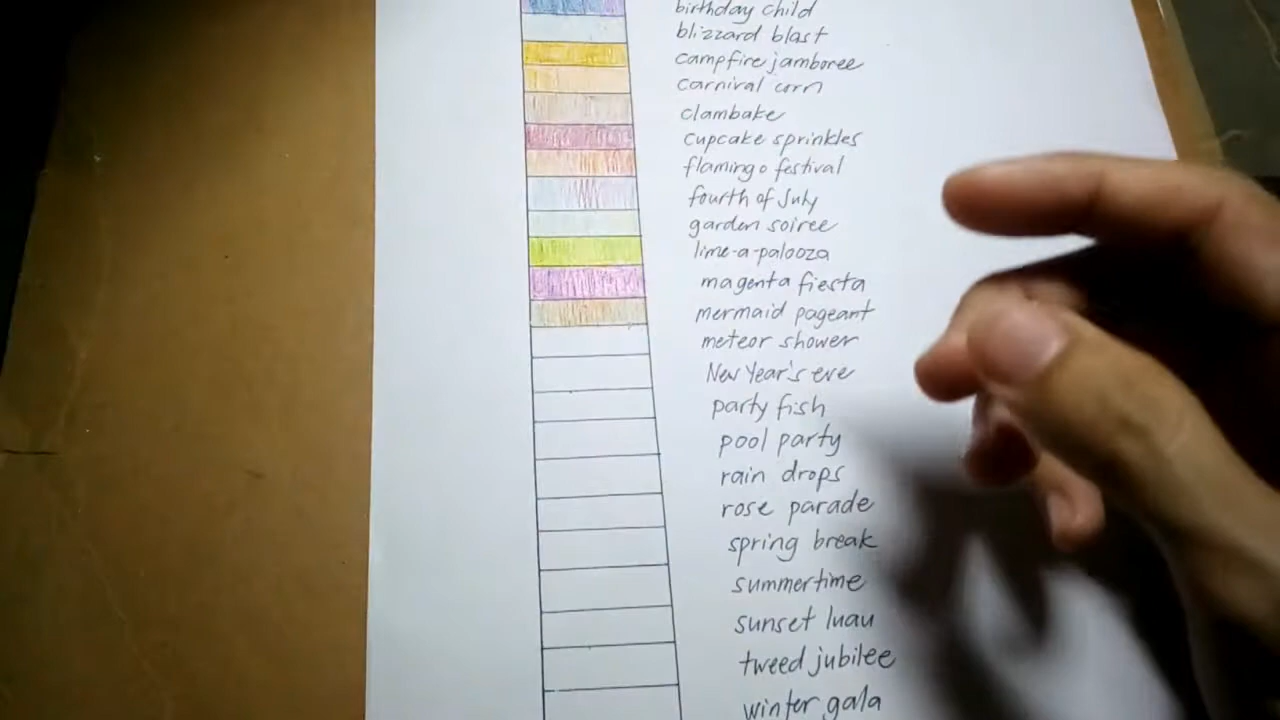 birthday child
blizzard blast
campfire jamboree
carnival corn
clambake
cupcake sprinkles
flamingo festival
fourth of July
garden soiree
lime-a-palooza
magenta fiesta
mermaid pageant
meteor shower
New Year's eve
party fish
pool party
rain drops
rose parade
spring break
summertime
sunset luau
tweed jubilee
winter gala